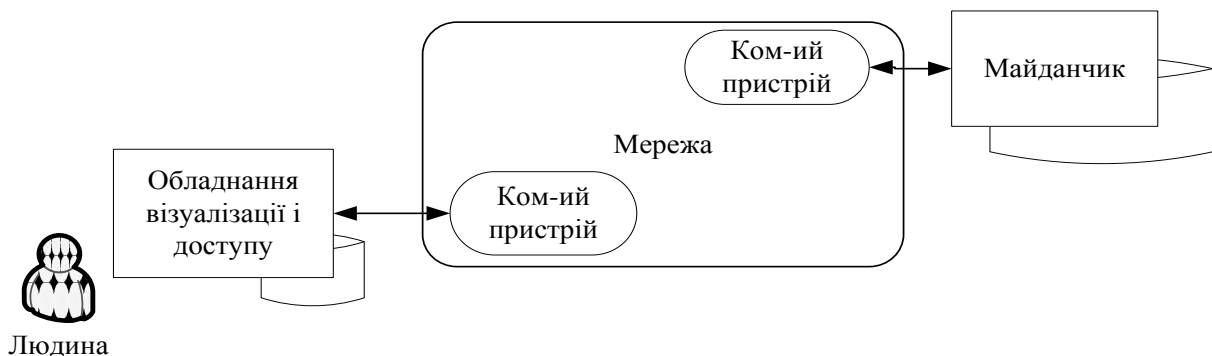 Ком-ий
пристрій
Майданчик
Мережа
Обладнання
візуалізації і
доступу
Ком-ий
пристрій
Людина